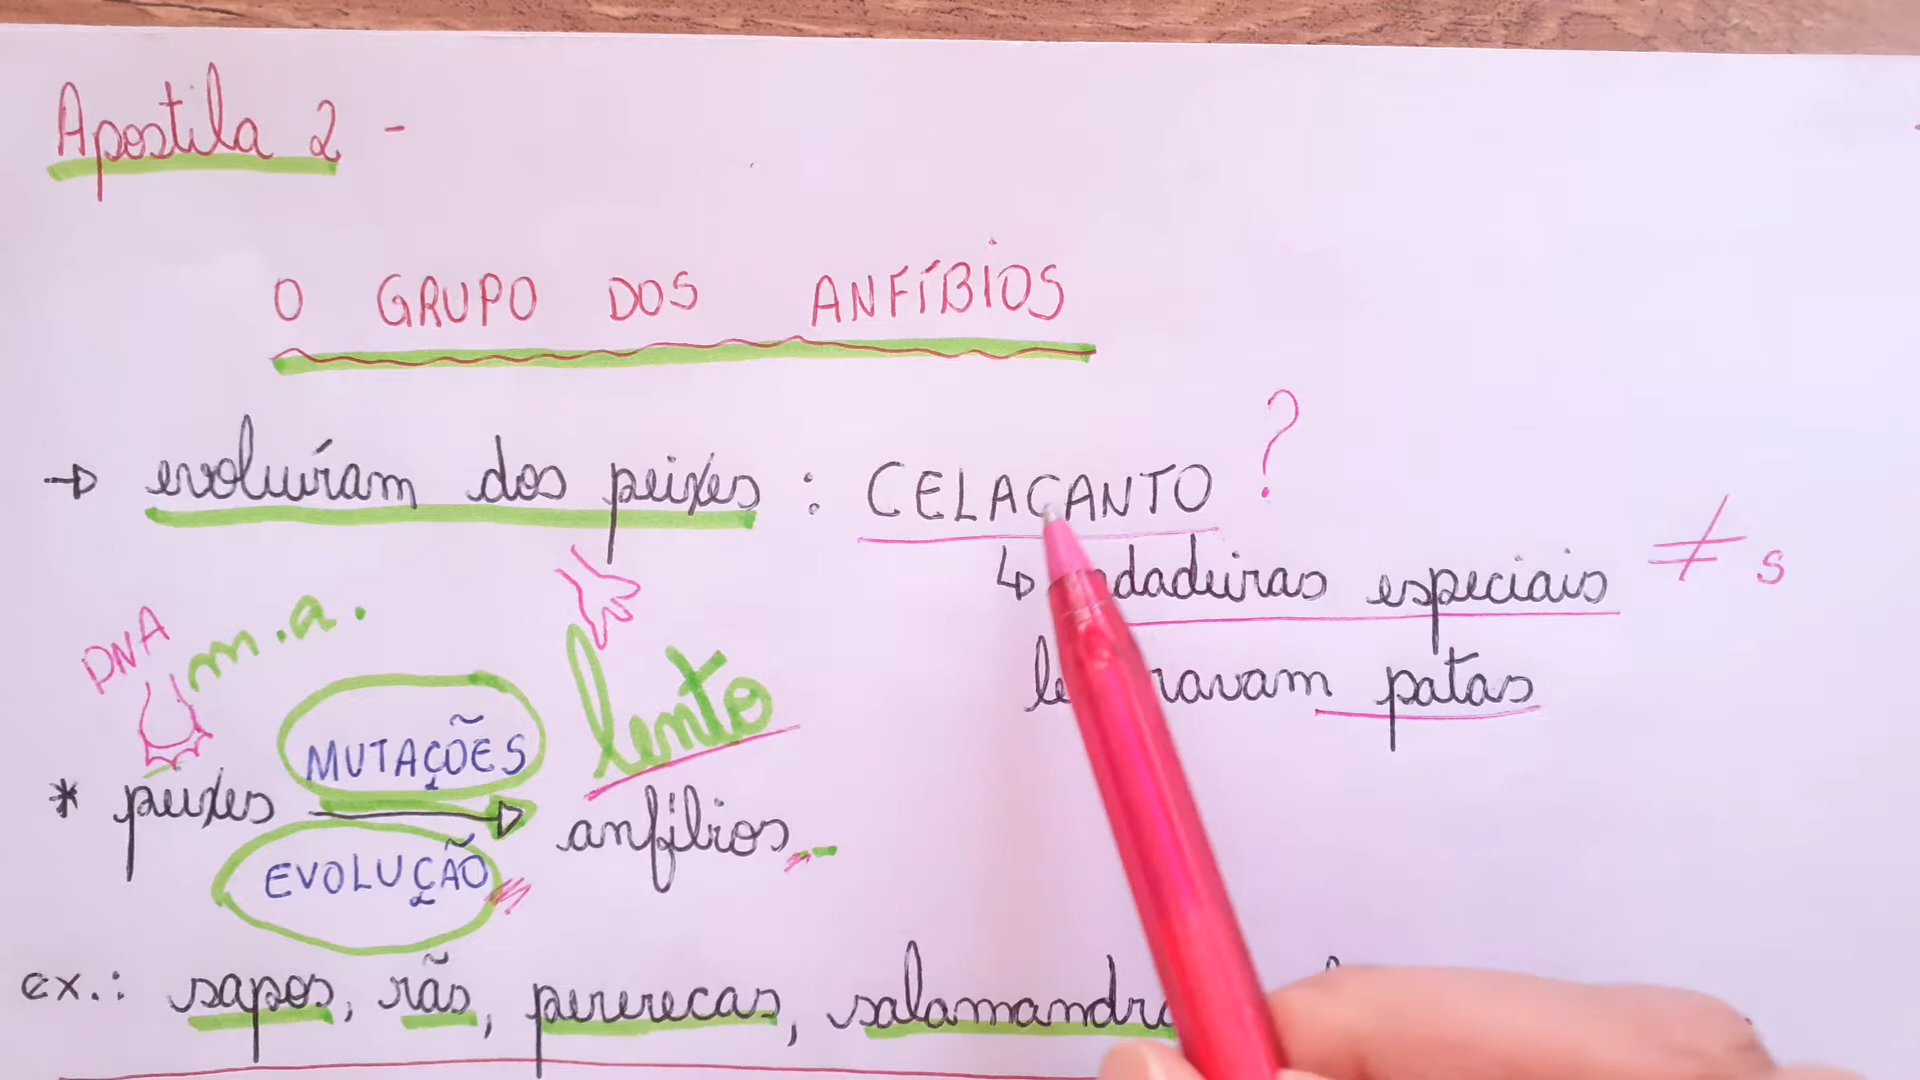 Apostila 2 -
O GRUPO DOS ANFÍBIOS
→ evoluíram dos peixes : CELACANTO ?
↳ especiais ≠ s
patas
DNA m.a.
MUTAÇÕES lento
* peixes → anfíbios
EVOLUÇÃO
ex.: sapos, rãs, pererecas,